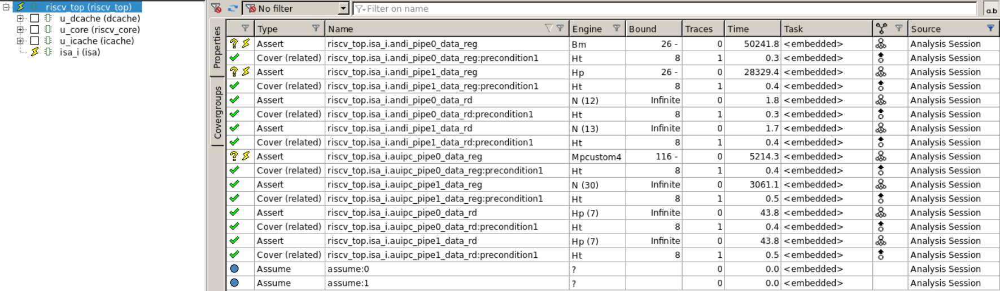 riscv_top (riscv_top)
u_dcache (dcache)
u_core (riscv_core)
u_icache (icache)
isa_i (isa)
No filter Filter on name a.b
Properties
Covergroups
Type Name Engine Bound Traces Time Task Source
? Assert riscv_top.isa_i.andi_pipe0_data_reg Bm 26 - 0 50241.8 <embedded> Analysis Session
Cover (related) riscv_top.isa_i.andi_pipe0_data_reg:precondition1 Ht 8 1 0.3 <embedded> Analysis Session
? Assert riscv_top.isa_i.andi_pipe1_data_reg Hp 26 - 0 28329.4 <embedded> Analysis Session
Cover (related) riscv_top.isa_i.andi_pipe1_data_reg:precondition1 Ht 8 1 0.4 <embedded> Analysis Session
Assert riscv_top.isa_i.andi_pipe0_data_rd N (12) Infinite 0 1.8 <embedded> Analysis Session
Cover (related) riscv_top.isa_i.andi_pipe0_data_rd:precondition1 Ht 8 1 0.3 <embedded> Analysis Session
Assert riscv_top.isa_i.andi_pipe1_data_rd N (13) Infinite 0 1.7 <embedded> Analysis Session
Cover (related) riscv_top.isa_i.andi_pipe1_data_rd:precondition1 Ht 8 1 0.4 <embedded> Analysis Session
? Assert riscv_top.isa_i.auipc_pipe0_data_reg Mpcustom4 116 - 0 5214.3 <embedded> Analysis Session
Cover (related) riscv_top.isa_i.auipc_pipe0_data_reg:precondition1 Ht 8 1 0.4 <embedded> Analysis Session
Assert riscv_top.isa_i.auipc_pipe1_data_reg N (30) Infinite 0 3061.1 <embedded> Analysis Session
Cover (related) riscv_top.isa_i.auipc_pipe1_data_reg:precondition1 Ht 8 1 0.5 <embedded> Analysis Session
Assert riscv_top.isa_i.auipc_pipe0_data_rd Hp (7) Infinite 0 43.8 <embedded> Analysis Session
Cover (related) riscv_top.isa_i.auipc_pipe0_data_rd:precondition1 Ht 8 1 0.4 <embedded> Analysis Session
Assert riscv_top.isa_i.auipc_pipe1_data_rd Hp (7) Infinite 0 43.8 <embedded> Analysis Session
Cover (related) riscv_top.isa_i.auipc_pipe1_data_rd:precondition1 Ht 8 1 0.5 <embedded> Analysis Session
Assume assume:0 ? 0 0.0 <embedded> Analysis Session
Assume assume:1 ? 0 0.0 <embedded> Analysis Session